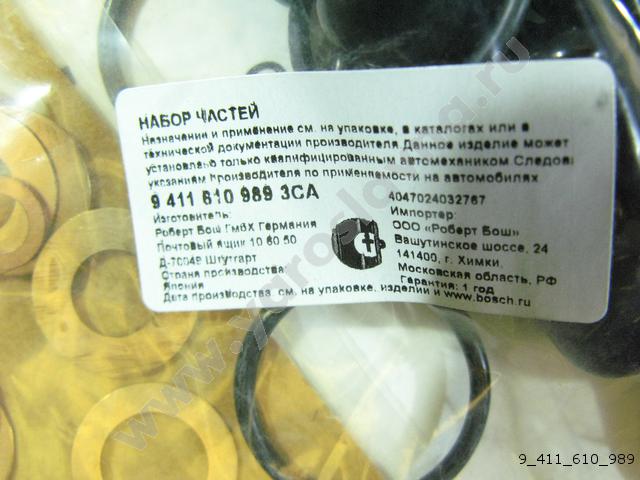 НАБОР ЧАСТЕЙ
Назначение и применение см. на упаковке, в каталогах или в
технической документации производителя. Данное изделие может
установлено только квалифицированным автомехаником Следов
указаниям производителя по применяемости на автомобилях
9 411 610 989 3CA
4047024032767
Изготовитель:
Роберт Бош ГмбХ Германия
Почтовый ящик 10 60 50
Д-70049 Штутгарт
Страна производства:
Япония
Импортер:
ООО «Роберт Бош»
Вашутинское шоссе, 24
141400, г. Химки,
Московская область, РФ
Гарантия: 1 год
Дата производства см. на упаковке, изделии и www.bosch.ru
9_411_610_989